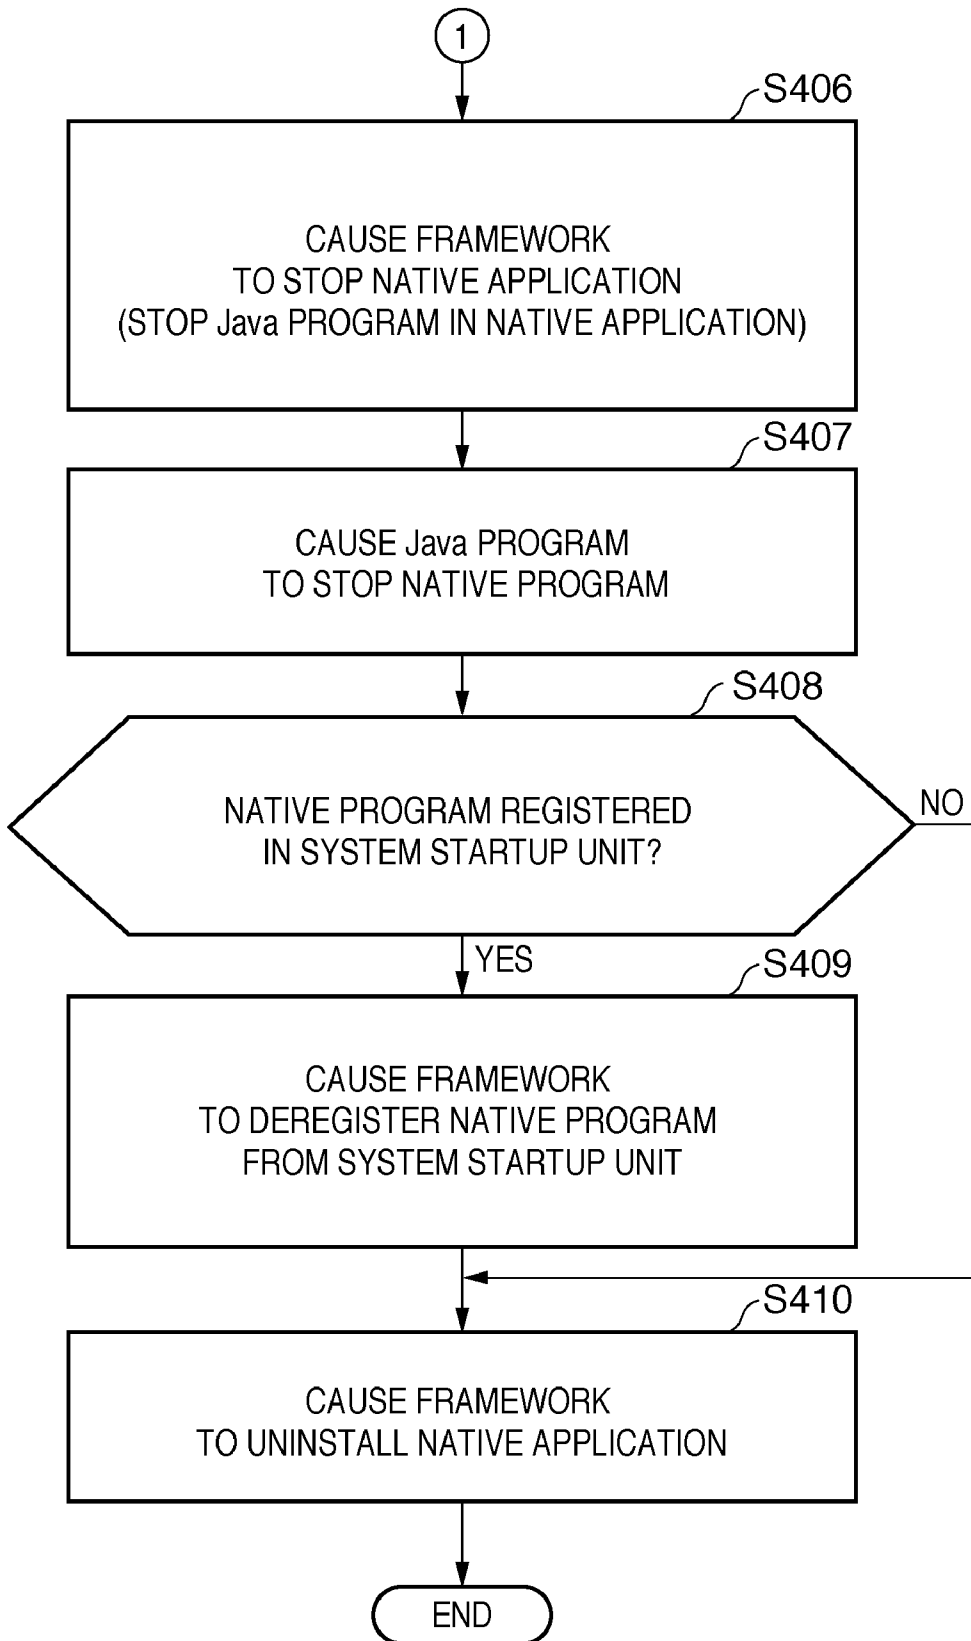 1
S406
CAUSE FRAMEWORK
TO STOP NATIVE APPLICATION
(STOP Java PROGRAM IN NATIVE APPLICATION)
S407
CAUSE Java PROGRAM
TO STOP NATIVE PROGRAM
S408
NATIVE PROGRAM REGISTERED
IN SYSTEM STARTUP UNIT?
NO
YES
S409
CAUSE FRAMEWORK
TO DEREGISTER NATIVE PROGRAM
FROM SYSTEM STARTUP UNIT
S410
CAUSE FRAMEWORK
TO UNINSTALL NATIVE APPLICATION
END